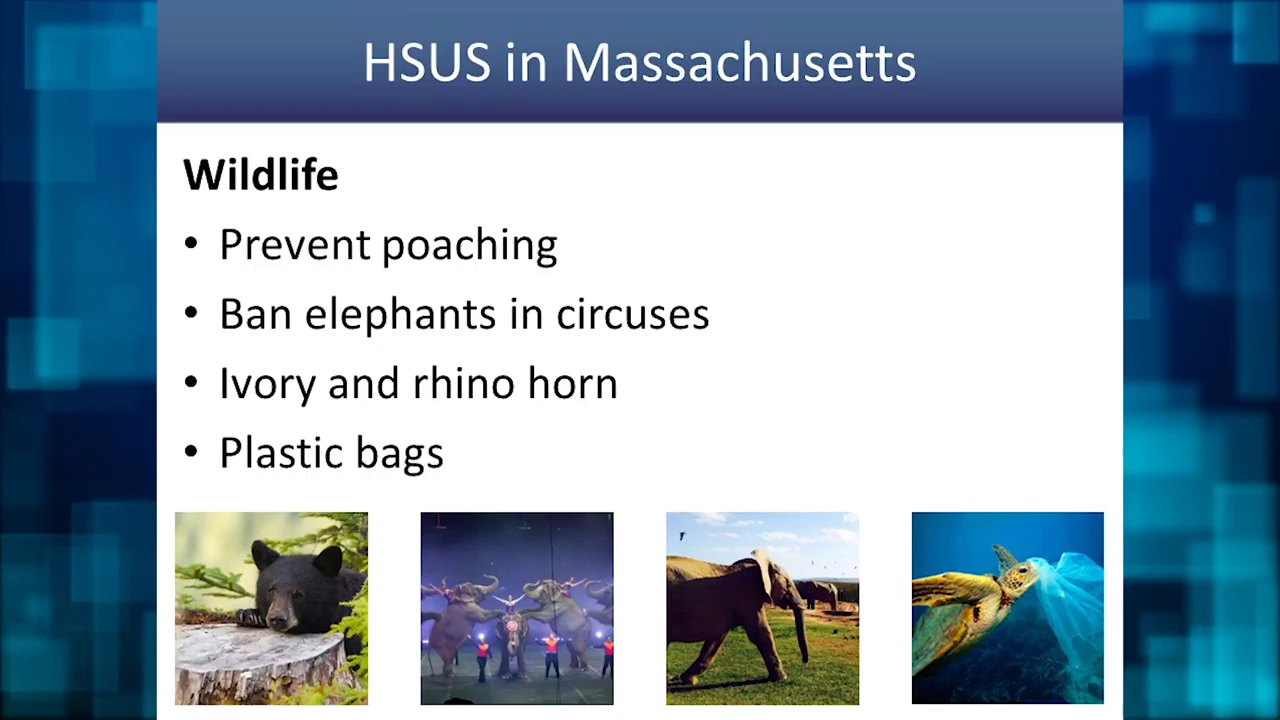 HSUS in Massachusetts
Wildlife
• Prevent poaching
• Ban elephants in circuses
• Ivory and rhino horn
• Plastic bags